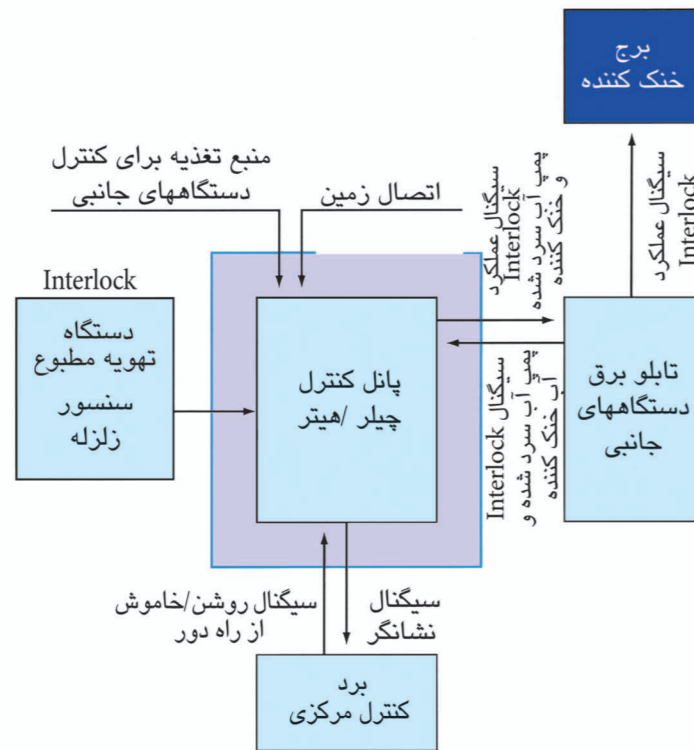 برج
خنک کننده
منبع تغذیه برای کنترل
دستگاههای جانبی
اتصال زمین
سیگنال عملکرد
Interlock
پمپ آب سرد شده
و خنک کننده
سیگنال عملکرد
Interlock
Interlock
دستگاه
تهویه مطبوع
سنسور
زلزله
پانل کنترل
چیلر /هیتر
تابلو برق
دستگاههای
جانبی
سیگنال Interlock
پمپ آب سرد شده و
آب خنک کننده
سیگنال روشن/خاموش
از راه دور
سیگنال
نشانگر
برد
کنترل مرکزی